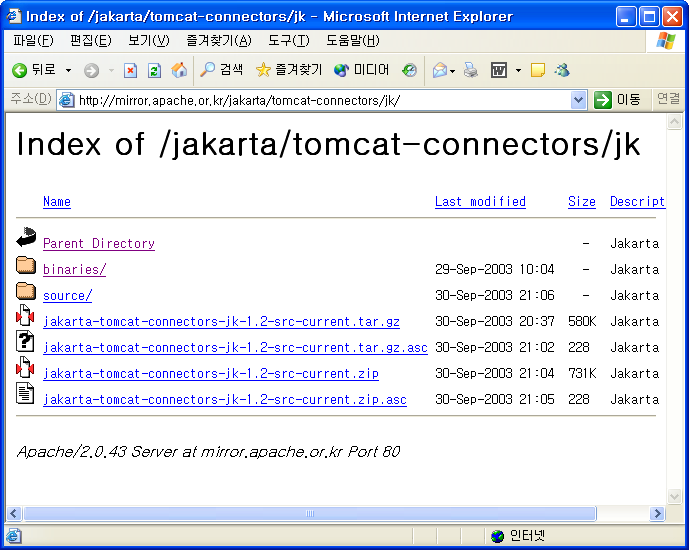 Index of /jakarta/tomcat-connectors/jk - Microsoft Internet Explorer
파일(F) 편집(E) 보기(V) 즐겨찾기(A) 도구(T) 도움말(H)
뒤로 검색 즐겨찾기 미디어
주소(D) http://mirror.apache.or.kr/jakarta/tomcat-connectors/jk/ 이동 연결
Index of /jakarta/tomcat-connectors/jk
Name Last modified Size Descript
Parent Directory - Jakarta
binaries/ 29-Sep-2003 10:04 - Jakarta
source/ 30-Sep-2003 21:06 - Jakarta
jakarta-tomcat-connectors-jk-1.2-src-current.tar.gz 30-Sep-2003 20:37 580K Jakarta
jakarta-tomcat-connectors-jk-1.2-src-current.tar.gz.asc 30-Sep-2003 21:02 228 Jakarta
jakarta-tomcat-connectors-jk-1.2-src-current.zip 30-Sep-2003 21:04 731K Jakarta
jakarta-tomcat-connectors-jk-1.2-src-current.zip.asc 30-Sep-2003 21:05 228 Jakarta
Apache/2.0.43 Server at mirror.apache.or.kr Port 80
인터넷